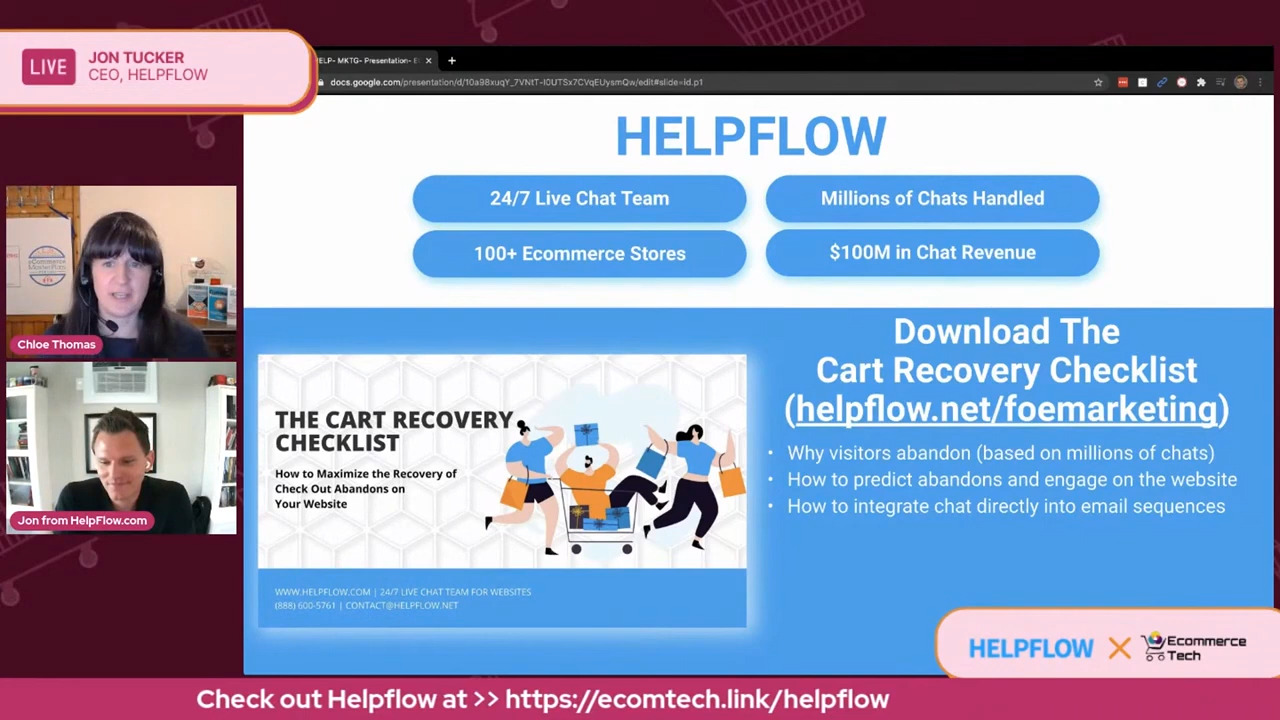 LIVE
JON TUCKER
CEO, HELPFLOW
ELP- MKTG- Presentation- E
docs.google.com/presentation/d/10a98xuqY_7VNtT-I0UTSx7CVqEUysmQw/edit#slide=id.p1
HELPFLOW
24/7 Live Chat Team
Millions of Chats Handled
100+ Ecommerce Stores
$100M in Chat Revenue
Chloe Thomas
Jon from HelpFlow.com
THE CART RECOVERY
CHECKLIST
How to Maximize the Recovery of
Check Out Abandons on
Your Website
WWW.HELPFLOW.COM | 24/7 LIVE CHAT TEAM FOR WEBSITES
(888) 600-5761 | CONTACT@HELPFLOW.NET
Download The
Cart Recovery Checklist
(helpflow.net/foemarketing)
• Why visitors abandon (based on millions of chats)
• How to predict abandons and engage on the website
• How to integrate chat directly into email sequences
HELPFLOW X Ecommerce
Tech
Check out Helpflow at >> https://ecomtech.link/helpflow